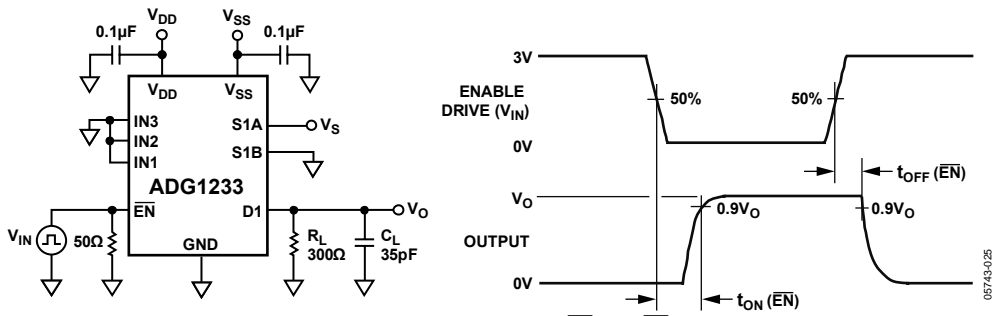 VDD
VSS
0.1µF
0.1µF
VDD
VSS
IN3
IN2
IN1
S1A
VS
S1B
ADG1233
EN
D1
VO
VIN
50Ω
GND
RL
300Ω
CL
35pF
3V
ENABLE
DRIVE (VIN)
50%
50%
0V
tOFF (EN)
VO
0.9VO
0.9VO
OUTPUT
0V
tON (EN)
05743-025